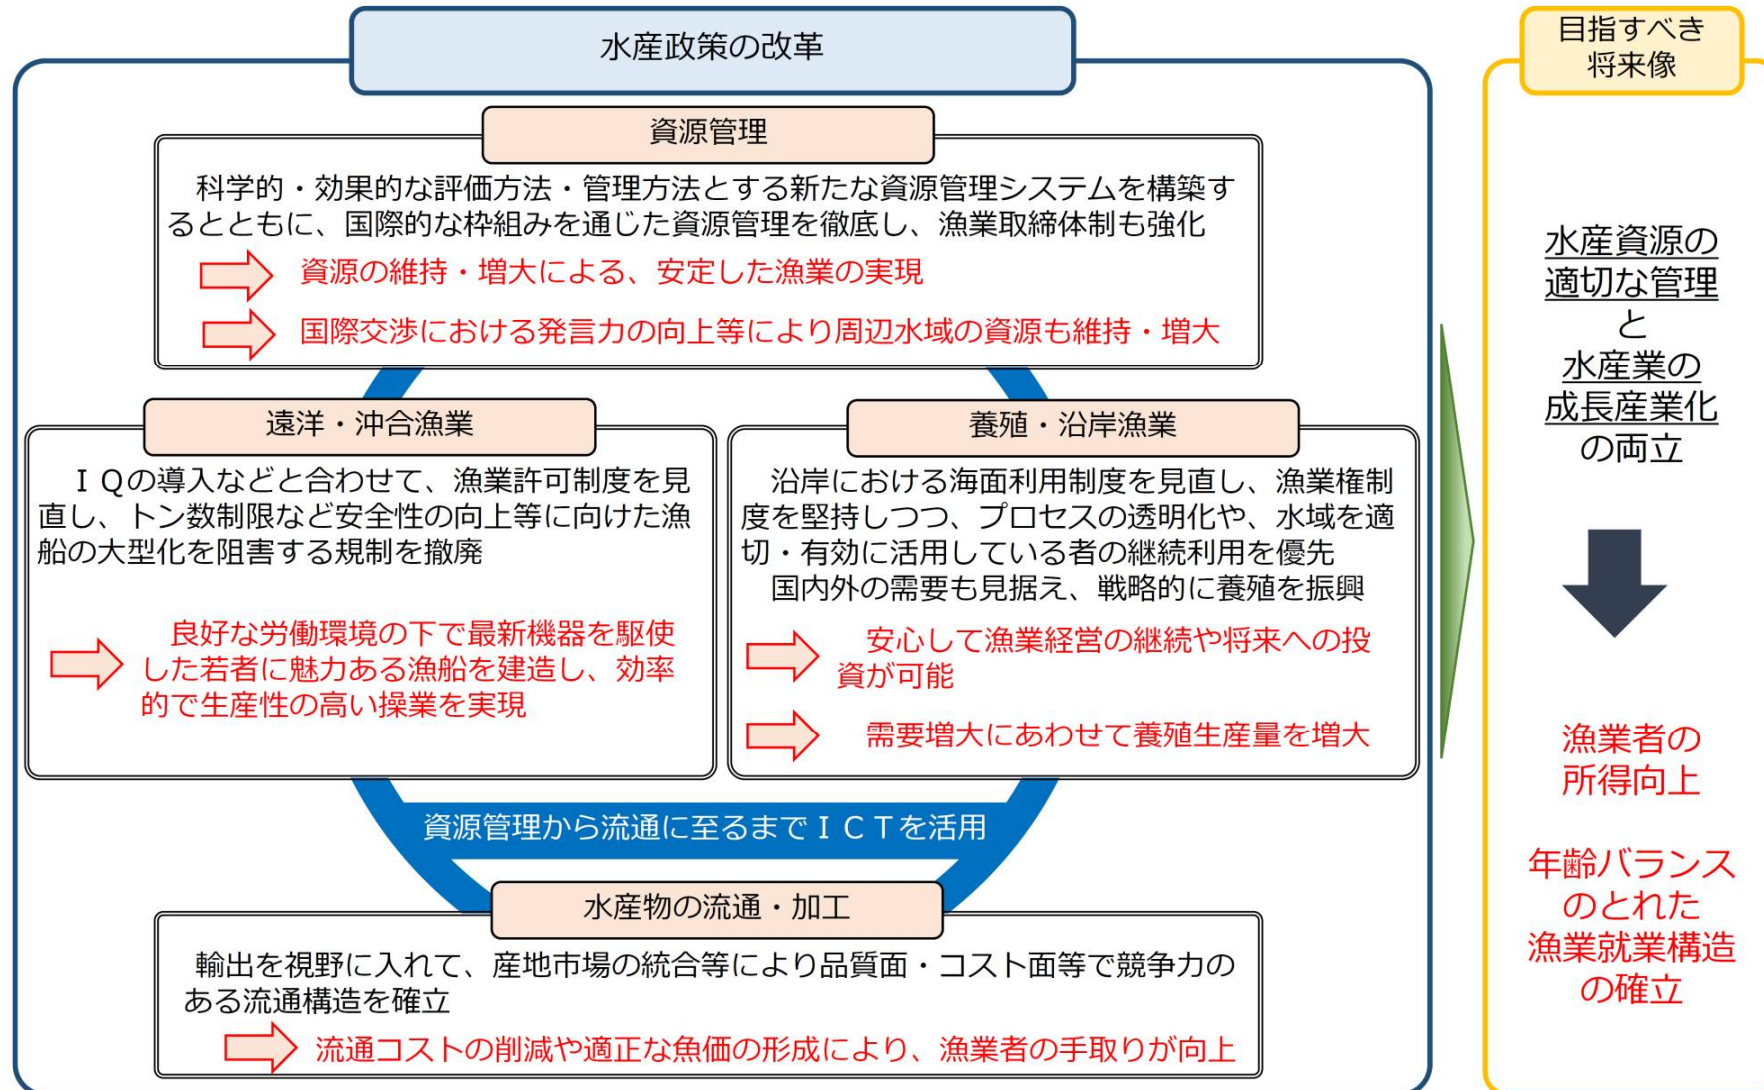 水産政策の改革
資源管理
科学的・効果的な評価方法・管理方法とする新たな資源管理システムを構築す
るとともに、国際的な枠組みを通じた資源管理を徹底し、漁業取締体制も強化
資源の維持・増大による、安定した漁業の実現
国際交渉における発言力の向上等により周辺水域の資源も維持・増大
遠洋・沖合漁業
ＩＱの導入などと合わせて、漁業許可制度を見
直し、トン数制限など安全性の向上等に向けた漁
船の大型化を阻害する規制を撤廃
良好な労働環境の下で最新機器を駆使
した若者に魅力ある漁船を建造し、効率
的で生産性の高い操業を実現
養殖・沿岸漁業
沿岸における海面利用制度を見直し、漁業権制
度を堅持しつつ、プロセスの透明化や、水域を適
切・有効に活用している者の継続利用を優先
国内外の需要も見据え、戦略的に養殖を振興
安心して漁業経営の継続や将来への投
資が可能
需要増大にあわせて養殖生産量を増大
資源管理から流通に至るまでＩＣＴを活用
水産物の流通・加工
輸出を視野に入れて、産地市場の統合等により品質面・コスト面等で競争力の
ある流通構造を確立
流通コストの削減や適正な魚価の形成により、漁業者の手取りが向上
目指すべき
将来像
水産資源の
適切な管理
と
水産業の
成長産業化
の両立
漁業者の
所得向上
年齢バランス
のとれた
漁業就業構造
の確立